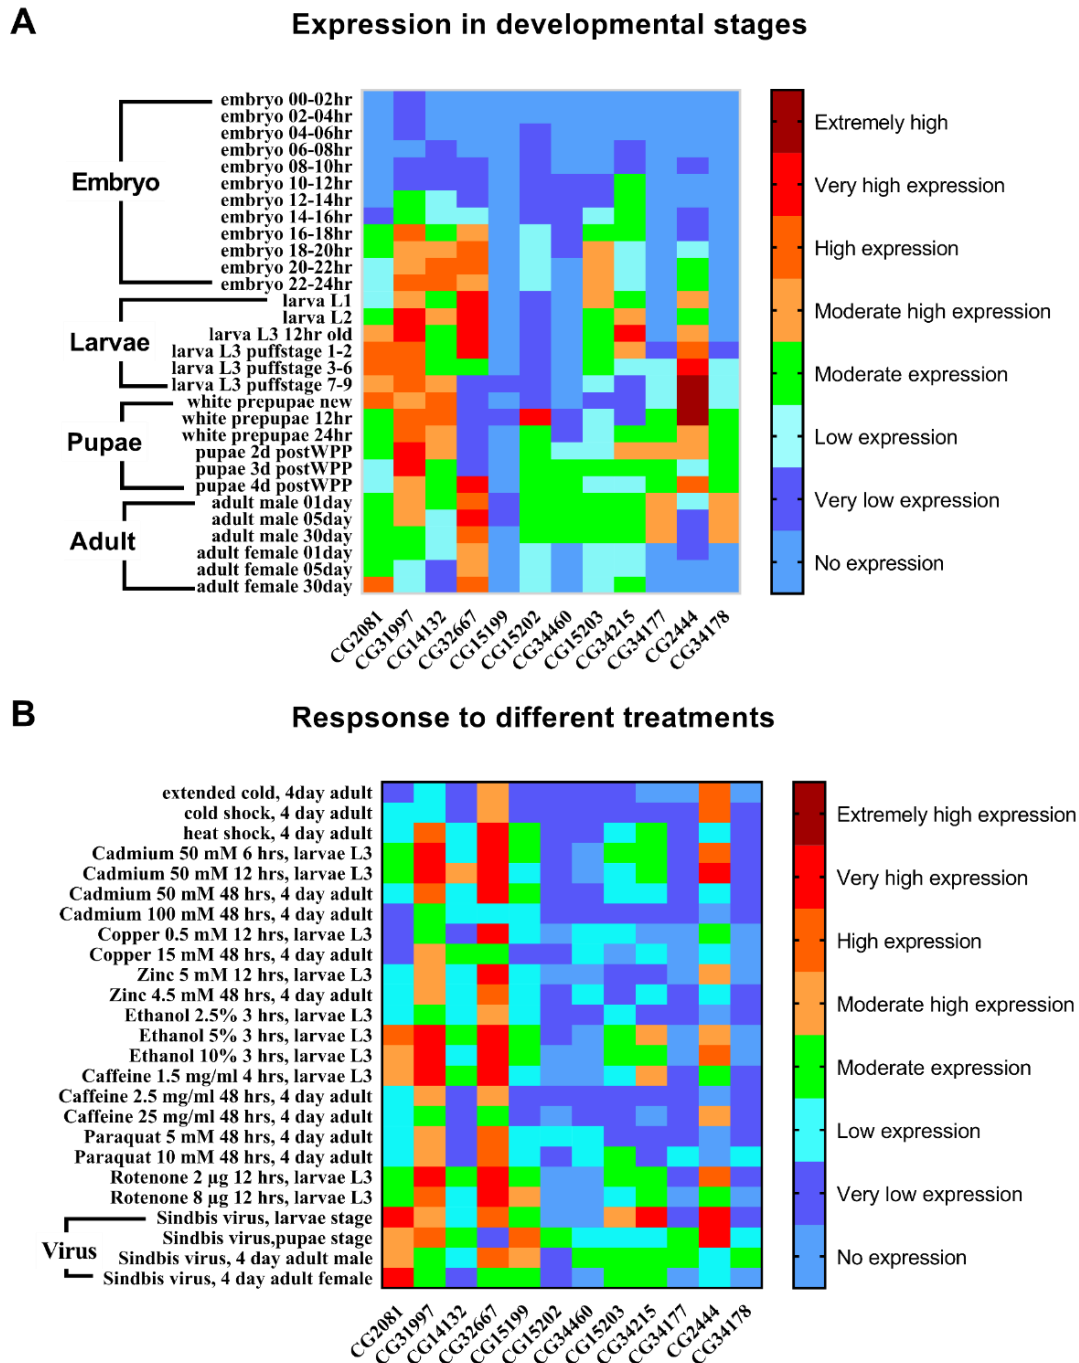 A
Expression in developmental stages
embryo 00-02hr
embryo 02-04hr
embryo 04-06hr
embryo 06-08hr
embryo 08-10hr
embryo 10-12hr
embryo 12-14hr
embryo 14-16hr
embryo 16-18hr
embryo 18-20hr
embryo 20-22hr
embryo 22-24hr
larva L1
larva L2
larva L3 12hr old
larva L3 puffstage 1-2
larva L3 puffstage 3-6
larva L3 puffstage 7-9
white prepupae new
white prepupae 12hr
white prepupae 24hr
pupae 2d postWPP
pupae 3d postWPP
pupae 4d postWPP
adult male 01day
adult male 05day
adult male 30day
adult female 01day
adult female 05day
adult female 30day
Embryo
Larvae
Pupae
Adult
Extremely high
Very high expression
High expression
Moderate high expression
Moderate expression
Low expression
Very low expression
No expression
CG2081
CG31997
CG14132
CG32667
CG15199
CG15202
CG34460
CG15203
CG34215
CG34177
CG2444
CG34178
B
Respsonse to different treatments
extended cold, 4day adult
cold shock, 4 day adult
heat shock, 4 day adult
Cadmium 50 mM 6 hrs, larvae L3
Cadmium 50 mM 12 hrs, larvae L3
Cadmium 50 mM 48 hrs, 4 day adult
Cadmium 100 mM 48 hrs, 4 day adult
Copper 0.5 mM 12 hrs, larvae L3
Copper 15 mM 48 hrs, 4 day adult
Zinc 5 mM 12 hrs, larvae L3
Zinc 4.5 mM 48 hrs, 4 day adult
Ethanol 2.5% 3 hrs, larvae L3
Ethanol 5% 3 hrs, larvae L3
Ethanol 10% 3 hrs, larvae L3
Caffeine 1.5 mg/ml 4 hrs, larvae L3
Caffeine 2.5 mg/ml 48 hrs, 4 day adult
Caffeine 25 mg/ml 48 hrs, 4 day adult
Paraquat 5 mM 48 hrs, 4 day adult
Paraquat 10 mM 48 hrs, 4 day adult
Rotenone 2 µg 12 hrs, larvae L3
Rotenone 8 µg 12 hrs, larvae L3
Sindbis virus, larvae stage
Sindbis virus,pupae stage
Sindbis virus, 4 day adult male
Sindbis virus, 4 day adult female
Virus
Extremely high expression
Very high expression
High expression
Moderate high expression
Moderate expression
Low expression
Very low expression
No expression
CG2081
CG31997
CG14132
CG32667
CG15199
CG15202
CG34460
CG15203
CG34215
CG34177
CG2444
CG34178